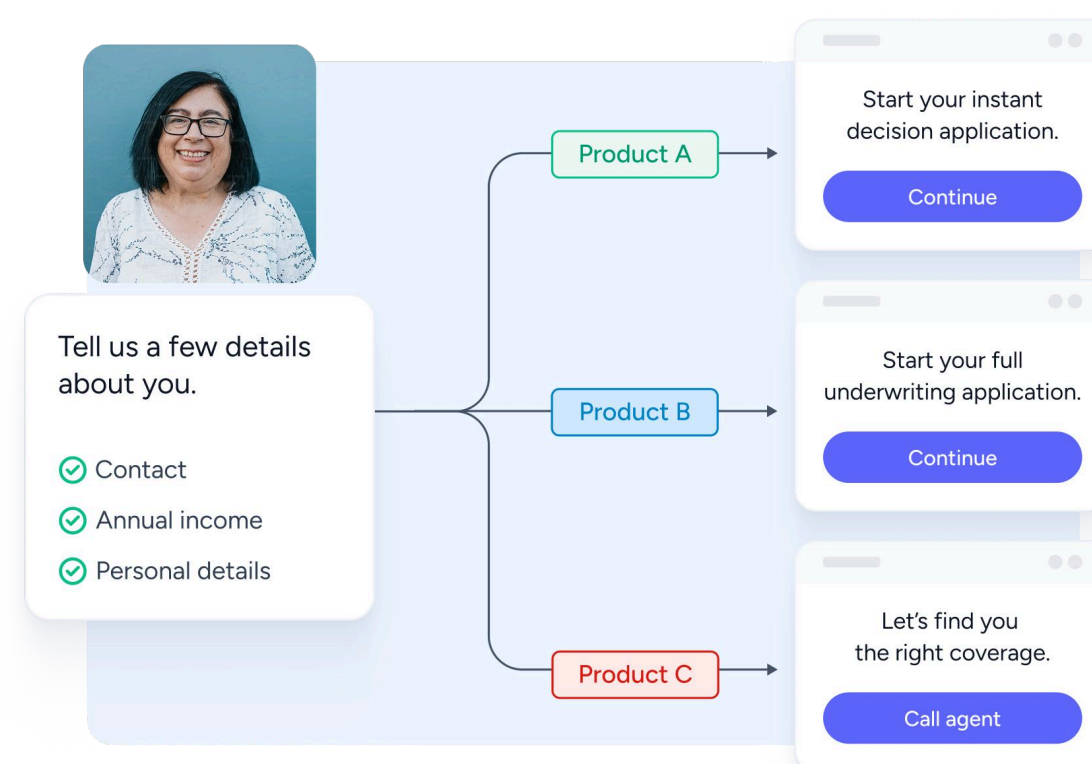 Tell us a few details
about you.
Contact
Annual income
Personal details
Product A
Product B
Product C
Start your instant
decision application.
Continue
Start your full
underwriting application.
Continue
Let’s find you
the right coverage.
Call agent